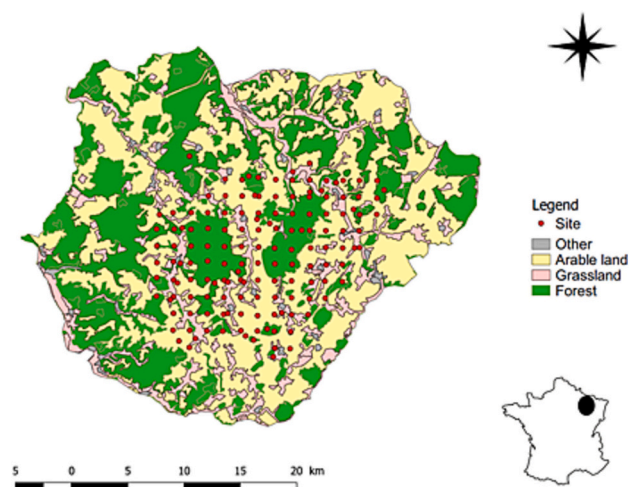 Legend
Site
Other
Arable land
Grassland
Forest
5 0 5 10 15 20 km